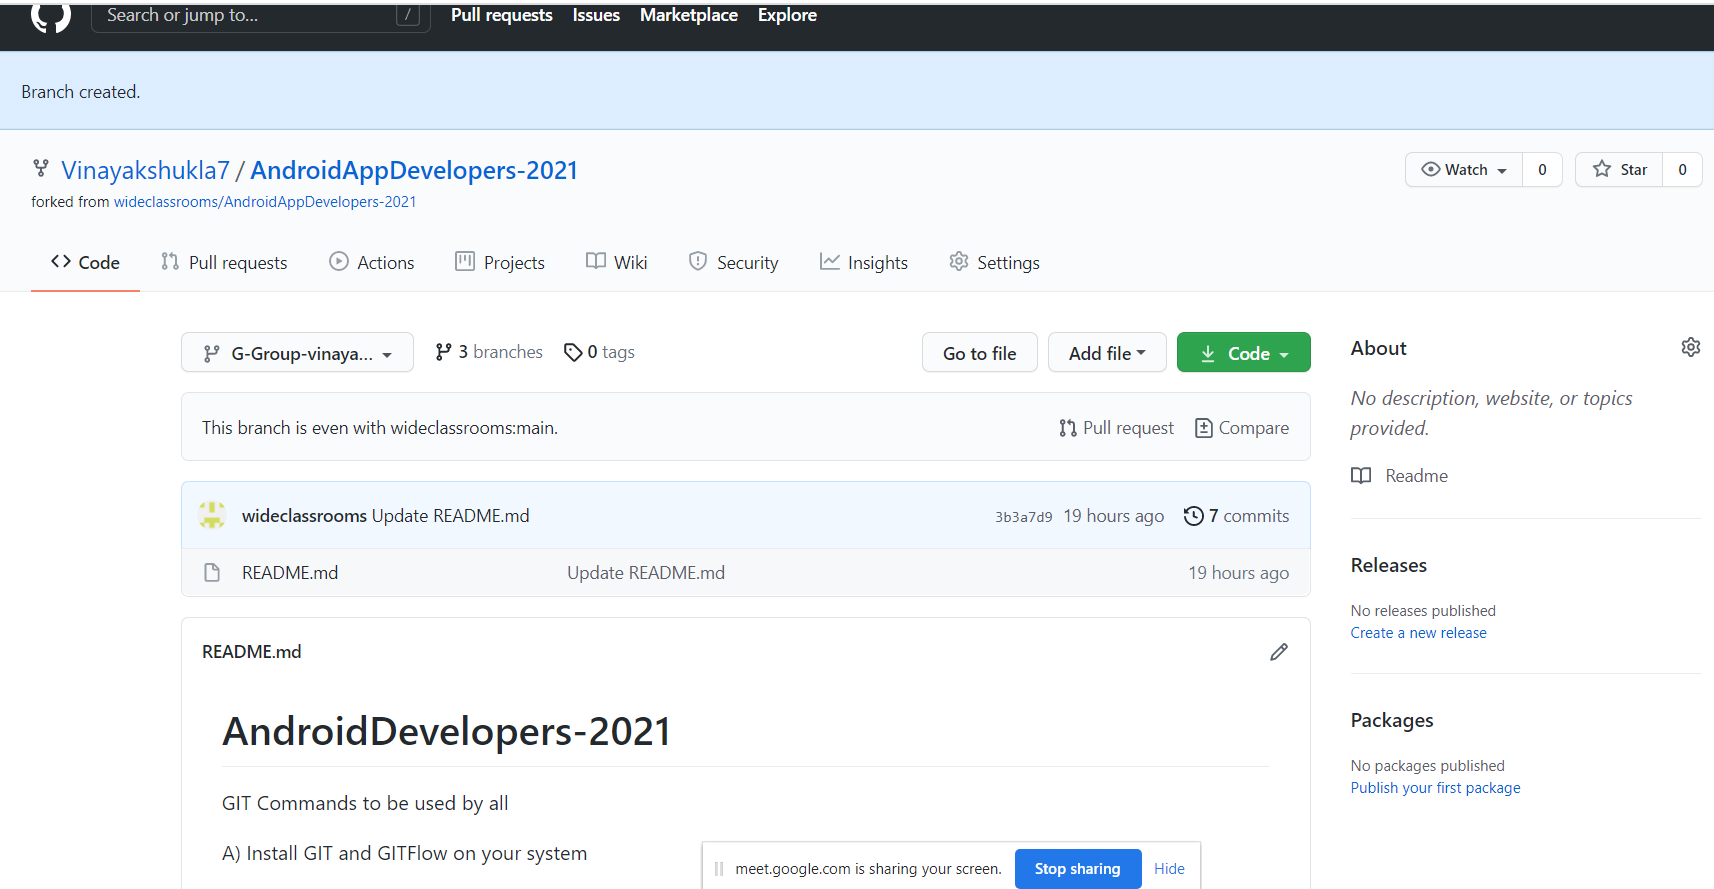 Search or jump to... / Pull requests Issues Marketplace Explore
Branch created.
Vinayakshukla7 / AndroidAppDevelopers-2021 Watch 0 Star 0
forked from wideclassrooms/AndroidAppDevelopers-2021
Code Pull requests Actions Projects Wiki Security Insights Settings
G-Group-vinaya... 3 branches 0 tags Go to file Add file Code
This branch is even with wideclassrooms:main. Pull request Compare
wideclassrooms Update README.md 3b3a7d9 19 hours ago 7 commits
README.md Update README.md 19 hours ago
README.md
AndroidDevelopers-2021
GIT Commands to be used by all
A) Install GIT and GITFlow on your system
About
No description, website, or topics
provided.
Readme
Releases
No releases published
Create a new release
Packages
No packages published
Publish your first package
meet.google.com is sharing your screen. Stop sharing Hide